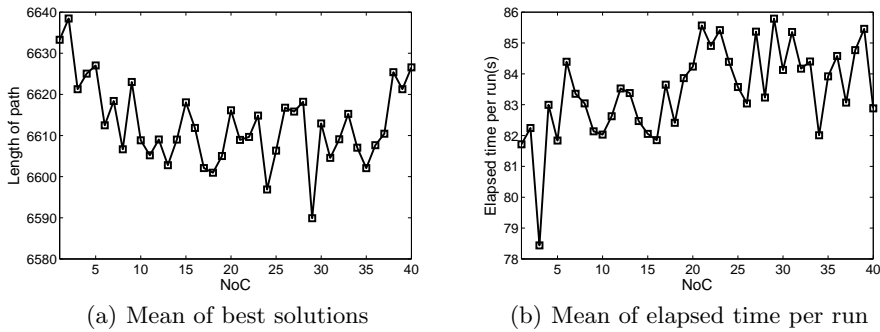 6640
6630
6620
6610
6600
6590
6580
Length of path
5 10 15 20 25 30 35 40
NoC
(a) Mean of best solutions
86
85
84
83
82
81
80
79
78
Elapsed time per run(s)
5 10 15 20 25 30 35 40
NoC
(b) Mean of elapsed time per run